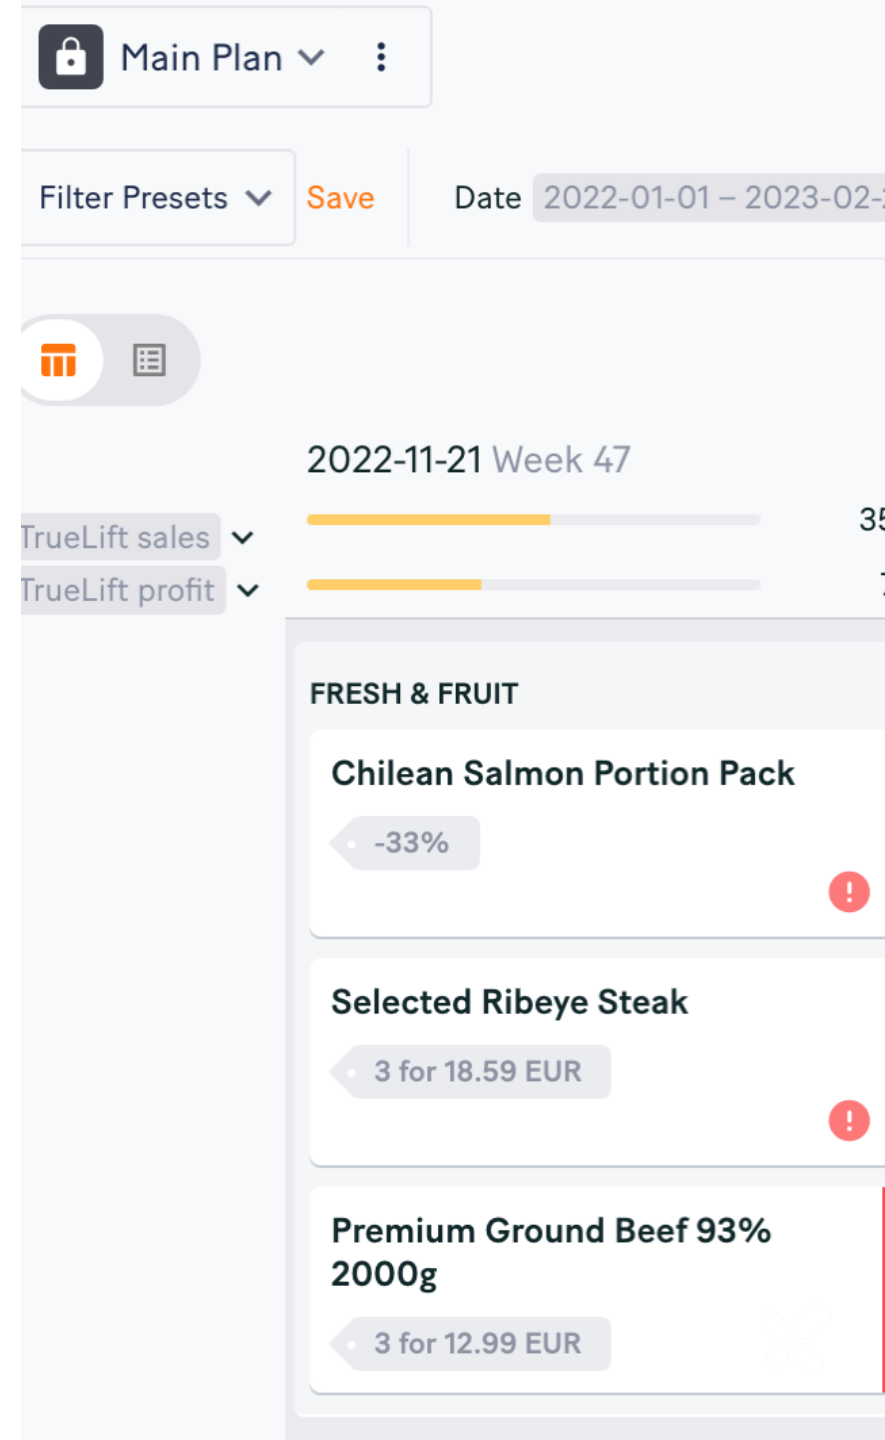 Main Plan
Filter Presets Save Date 2022-01-01 – 2023-02-
2022-11-21 Week 47
TrueLift sales
TrueLift profit
FRESH & FRUIT
Chilean Salmon Portion Pack
-33%
Selected Ribeye Steak
3 for 18.59 EUR
Premium Ground Beef 93%
2000g
3 for 12.99 EUR